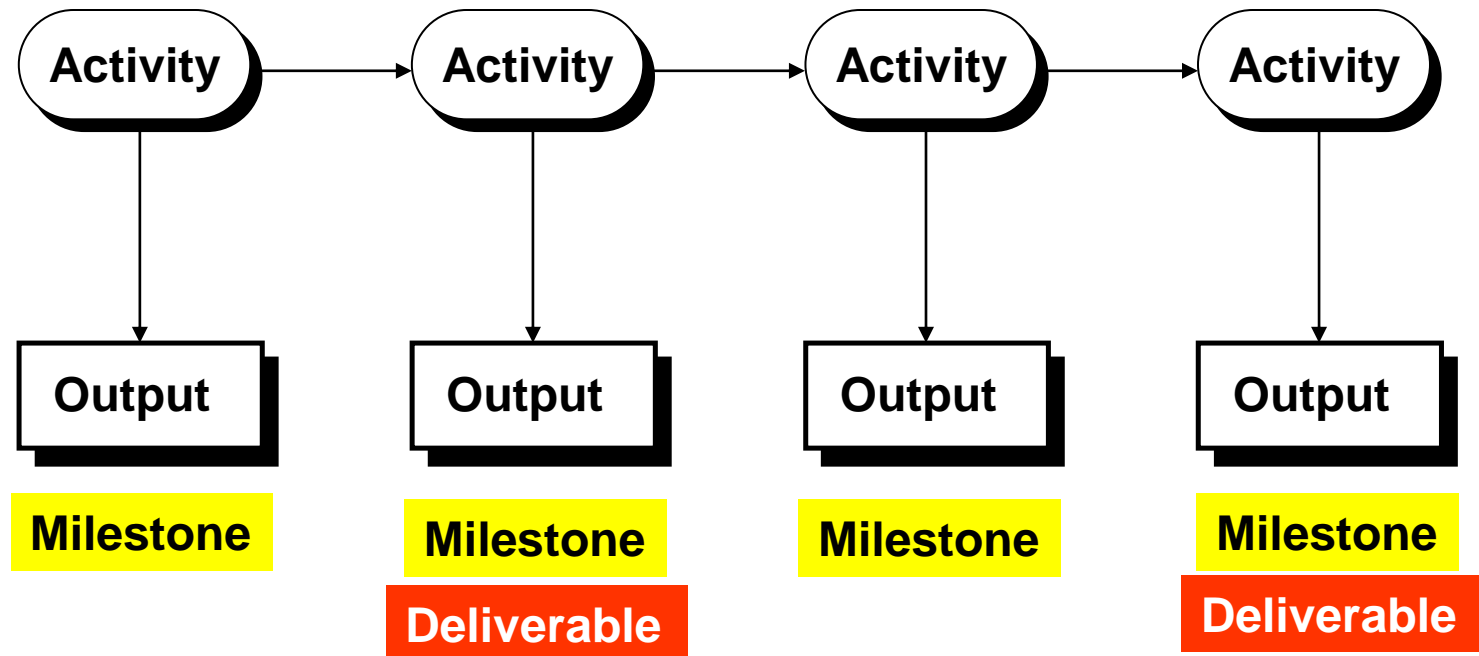 Activity
Activity
Activity
Activity
Output
Output
Output
Output
Milestone
Milestone
Milestone
Milestone
Deliverable
Deliverable